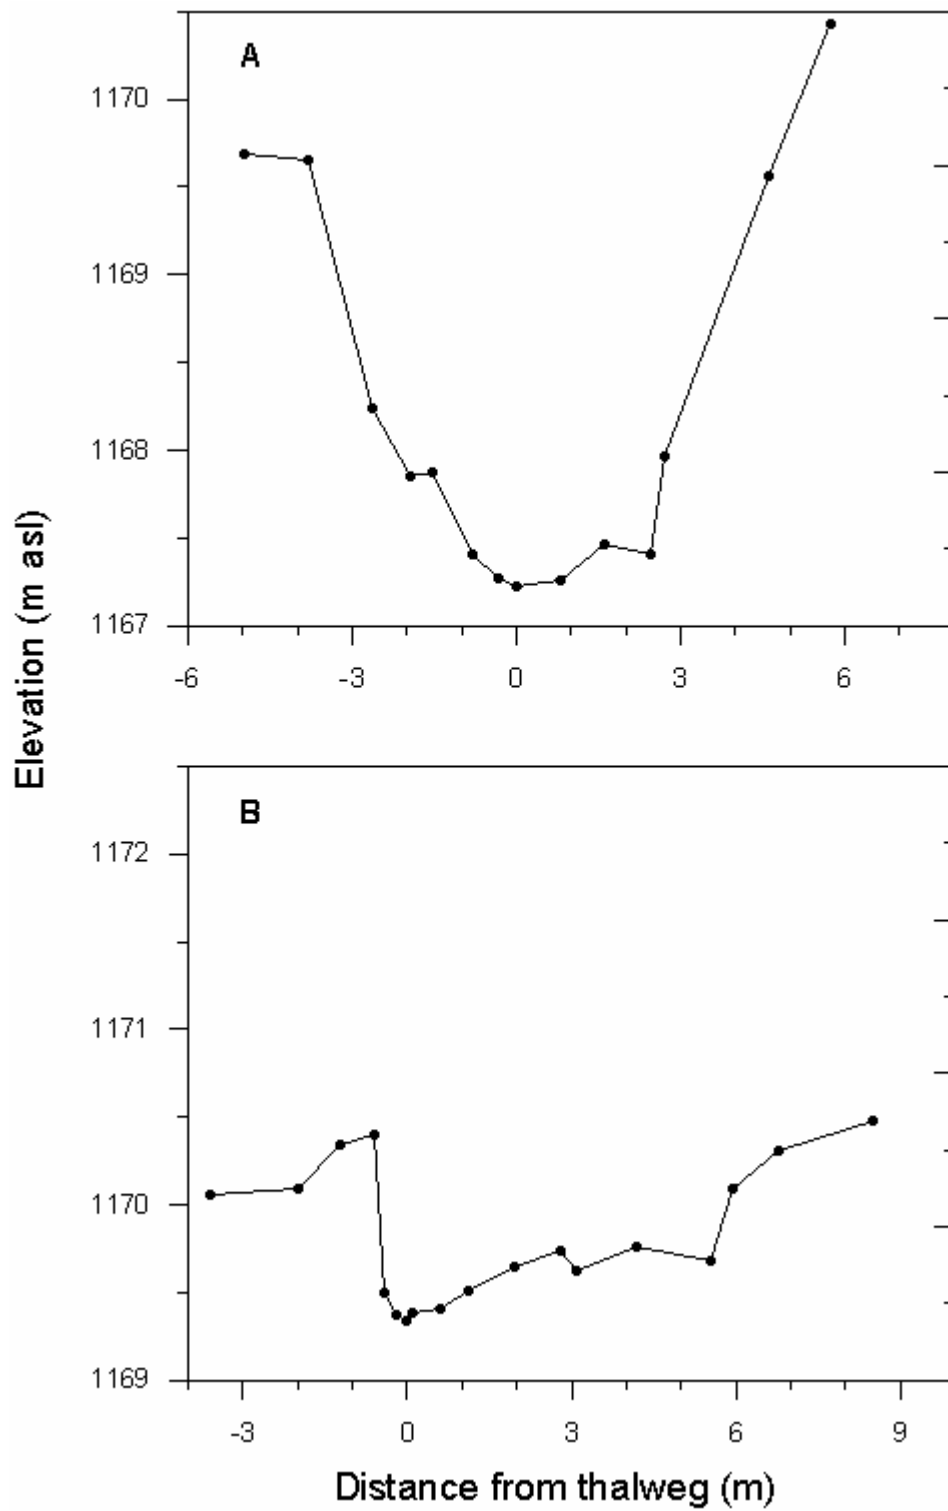 A
1170
1169
1168
1167
-6 -3 0 3 6
Elevation (m asl)
B
1172
1171
1170
1169
-3 0 3 6 9
Distance from thalweg (m)